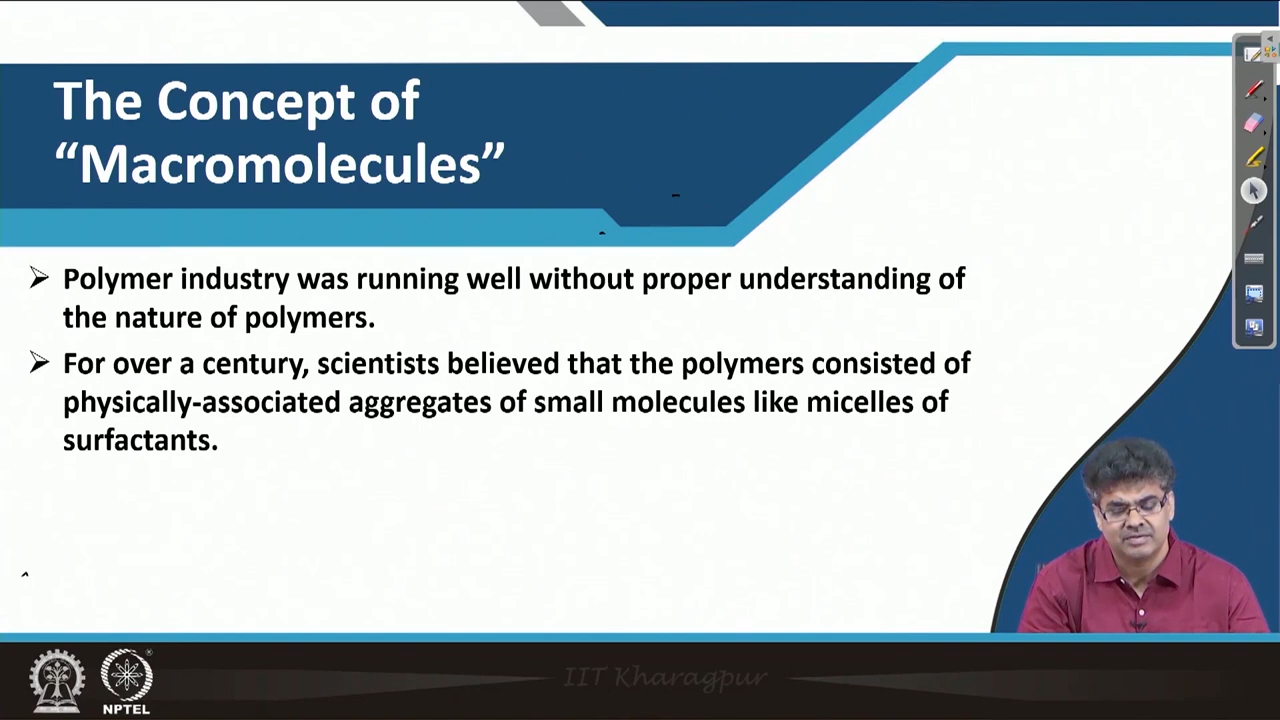 The Concept of
“Macromolecules”
➢ Polymer industry was running well without proper understanding of
the nature of polymers.
➢ For over a century, scientists believed that the polymers consisted of
physically-associated aggregates of small molecules like micelles of
surfactants.
IIT Kharagpur
NPTEL